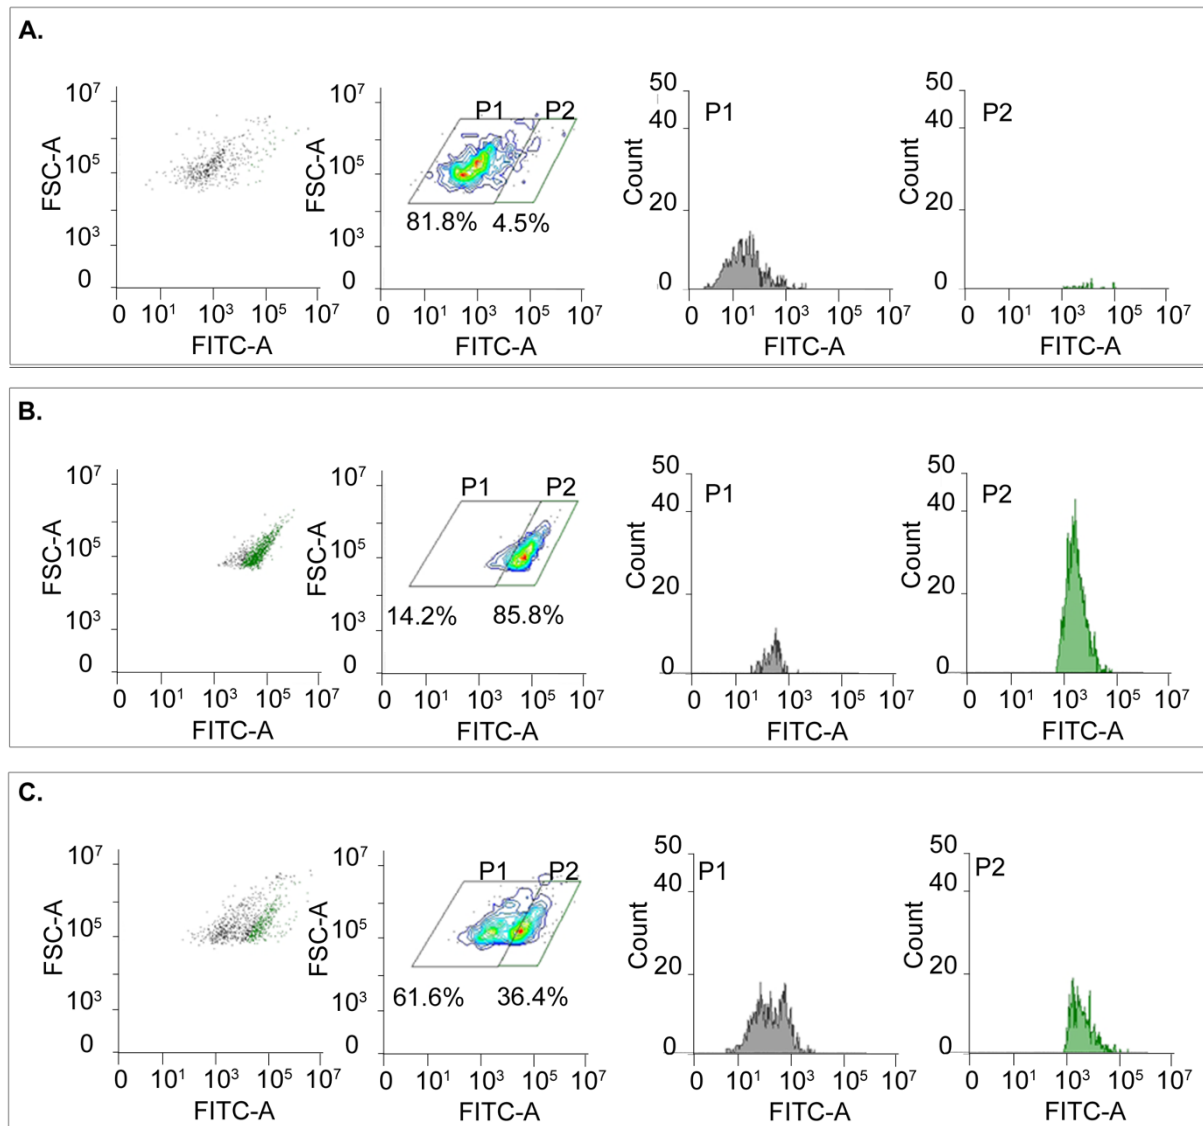 A.
10⁷
10⁵
10³
0
FSC-A
0 10¹ 10³ 10⁵ 10⁷
FITC-A
10⁷
10⁵
10³
0
FSC-A
P1 P2
81.8% 4.5%
0 10¹ 10³ 10⁵ 10⁷
FITC-A
50
40
20
0
Count
P1
0 10¹ 10³ 10⁵ 10⁷
FITC-A
50
40
20
0
Count
P2
0 10¹ 10³ 10⁵ 10⁷
FITC-A
B.
10⁷
10⁵
10³
0
FSC-A
0 10¹ 10³ 10⁵ 10⁷
FITC-A
10⁷
10⁵
10³
0
FSC-A
P1 P2
14.2% 85.8%
0 10¹ 10³ 10⁵ 10⁷
FITC-A
50
40
20
0
Count
P1
0 10¹ 10³ 10⁵ 10⁷
FITC-A
50
40
20
0
Count
P2
0 10¹ 10³ 10⁵ 10⁷
FITC-A
C.
10⁷
10⁵
10³
0
FSC-A
0 10¹ 10³ 10⁵ 10⁷
FITC-A
10⁷
10⁵
10³
0
FSC-A
P1 P2
61.6% 36.4%
0 10¹ 10³ 10⁵ 10⁷
FITC-A
50
40
20
0
Count
P1
0 10¹ 10³ 10⁵ 10⁷
FITC-A
50
40
20
0
Count
P2
0 10¹ 10³ 10⁵ 10⁷
FITC-A